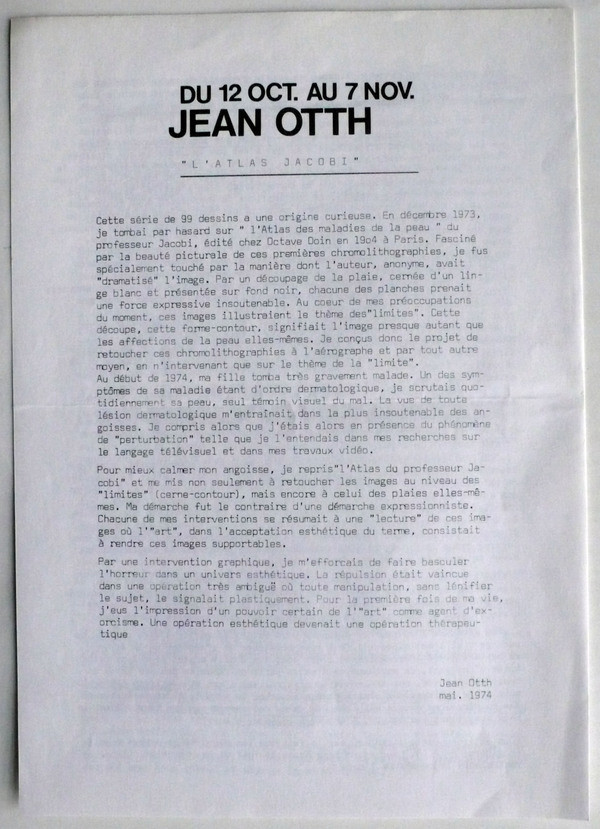 DU 12 OCT. AU 7 NOV.
JEAN OTTH
"L'ATLAS JACOBI"
Cette série de 99 dessins a une origine curieuse. En décembre 1973,
je tombai par hasard sur " l'Atlas des maladies de la peau " du
professeur Jacobi, édité chez Octave Doin en 19o4 à Paris. Fasciné
par la beauté picturale de ces premières chromolithographies, je fus
spécialement touché par la manière dont l'auteur, anonyme, avait
"dramatisé" l'image. Par un découpage de la plaie, cernée d'un lin-
ge blanc et présentée sur fond noir, chacune des planches prenait
une force expressive insoutenable. Au coeur de mes préoccupations
du moment, ces images illustraient le thème des"limites". Cette
découpe, cette forme-contour, signifiait l'image presque autant que
les affections de la peau elles-mêmes. Je conçus donc le projet de
retoucher ces chromolithographies à l'aérographe et par tout autre
moyen, en n'intervenant que sur le thème de la "limite".
Au début de 1974, ma fille tomba très gravement malade. Un des symp-
ptômes de sa maladie étant d'ordre dermatologique, je scrutais quo-
tidiennement sa peau, seul témoin visuel du mal. La vue de toute
lésion dermatologique m'entraînait dans la plus insoutenable des an-
goisses. Je compris alors que j'étais alors en présence du phénomène
de "perturbation" telle que je l'entendais dans mes recherches sur
le langage télévisuel et dans mes travaux vidéo.
Pour mieux calmer mon angoisse, je repris"l'Atlas du professeur Ja-
cobi" et me mis non seulement à retoucher les images au niveau des
"limites" (cerne-contour), mais encore à celui des plaies elles-mê-
mes. Ma démarche fut le contraire d'une démarche expressionniste.
Chacune de mes interventions se résumait à une "lecture" de ces ima-
ges où l'"art", dans l'acceptation esthétique du terme, consistait
à rendre ces images supportables.
Par une intervention graphique, je m'efforcais de faire basculer
l'horreur dans un univers esthétique. La répulsion était vaincue
dans une opération très ambiguë où toute manipulation, sans lénifier
le sujet, le signalait plastiquement. Pour la première fois de ma vie,
j'eus l'impression d'un pouvoir certain de l'"art" comme agent d'ex-
orcisme. Une opération esthétique devenait une opération thérapeu-
tique
Jean Otth
mai. 1974